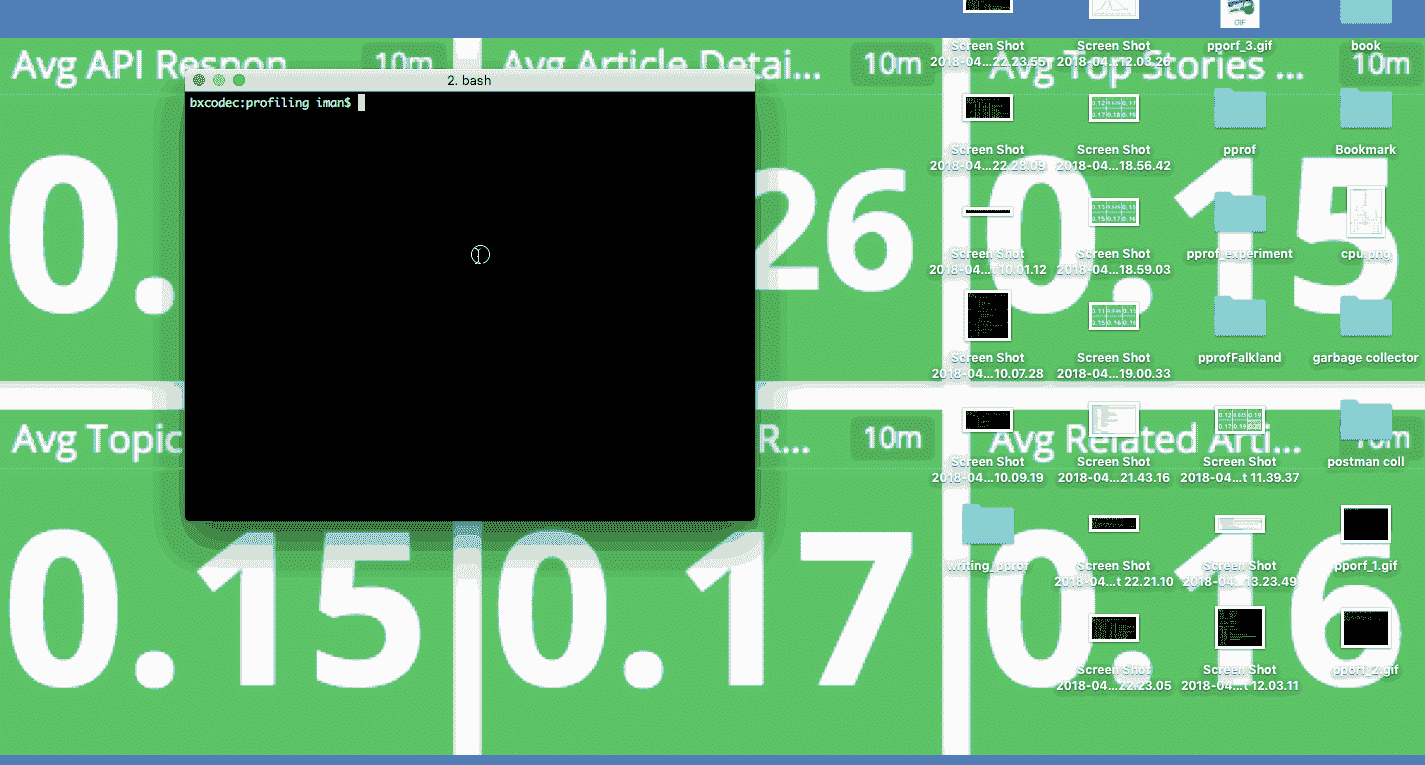 Avg API Respon
10m
Avg Article Detai...
10m
Avg Top Stories ...
10m
2. bash
bxcodec:profiling iman$
0.
26
0.15
Avg Topic
R...
10m
Avg Related Arti...
10m
0.15
0.17
0.16
Screen Shot
2018-04...22.23.55
Screen Shot
2018-04...12.03.26
GIF
pporf_3.gif
book
Screen Shot
2018-04...22.28.09
Screen Shot
2018-04...18.56.42
pprof
Bookmark
Screen Shot
2018-04...t 10.01.12
Screen Shot
2018-04...18.59.03
pprof_experiment
cpu.png
Screen Shot
2018-04...10.07.28
Screen Shot
2018-04...19.00.33
pprofFalkland
garbage collector
Screen Shot
2018-04...10.09.19
Screen Shot
2018-04...21.43.16
Screen Shot
2018-04...t 11.39.37
postman coll
writing_pprof
Screen Shot
2018-04...t 22.21.10
Screen Shot
2018-04...13.23.49
pporf_1.gif
Screen Shot
2018-04...22.23.05
Screen Shot
2018-04...t 12.03.11
pporf_2.gif